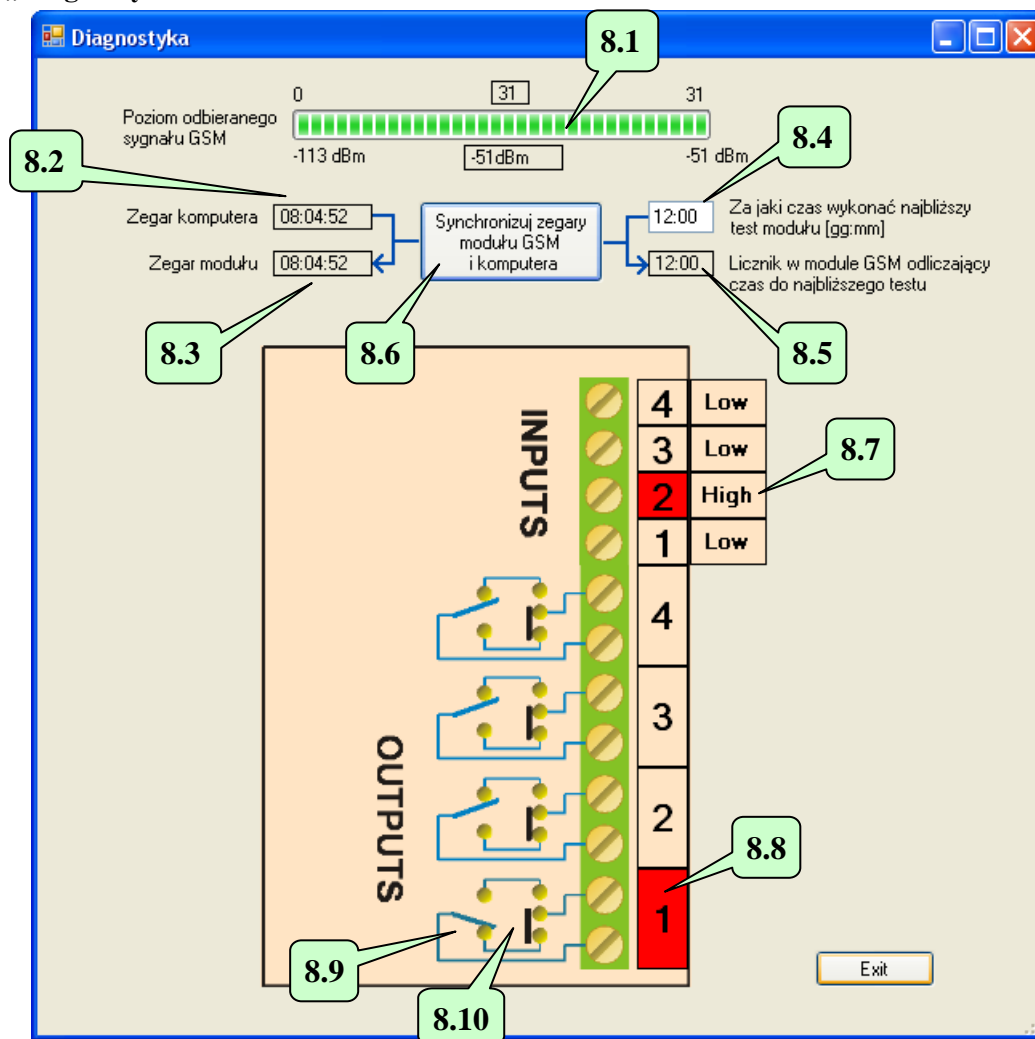 Diagnostyka
8.1
0 31 31
Poziom odbieranego
sygnału GSM
-113 dBm -51dBm -51 dBm
8.2
8.4
Zegar komputera 08:04:52
Zegar modułu 08:04:52
Synchronizuj zegary
modułu GSM
i komputera
12:00 Za jaki czas wykonać najbliższy
test modułu [gg:mm]
12:00 Licznik w module GSM odliczający
czas do najbliższego testu
8.3
8.6
8.5
INPUTS
4 Low
3 Low
2 High
1 Low
8.7
OUTPUTS
4
3
2
1
8.8
8.9
8.10
Exit